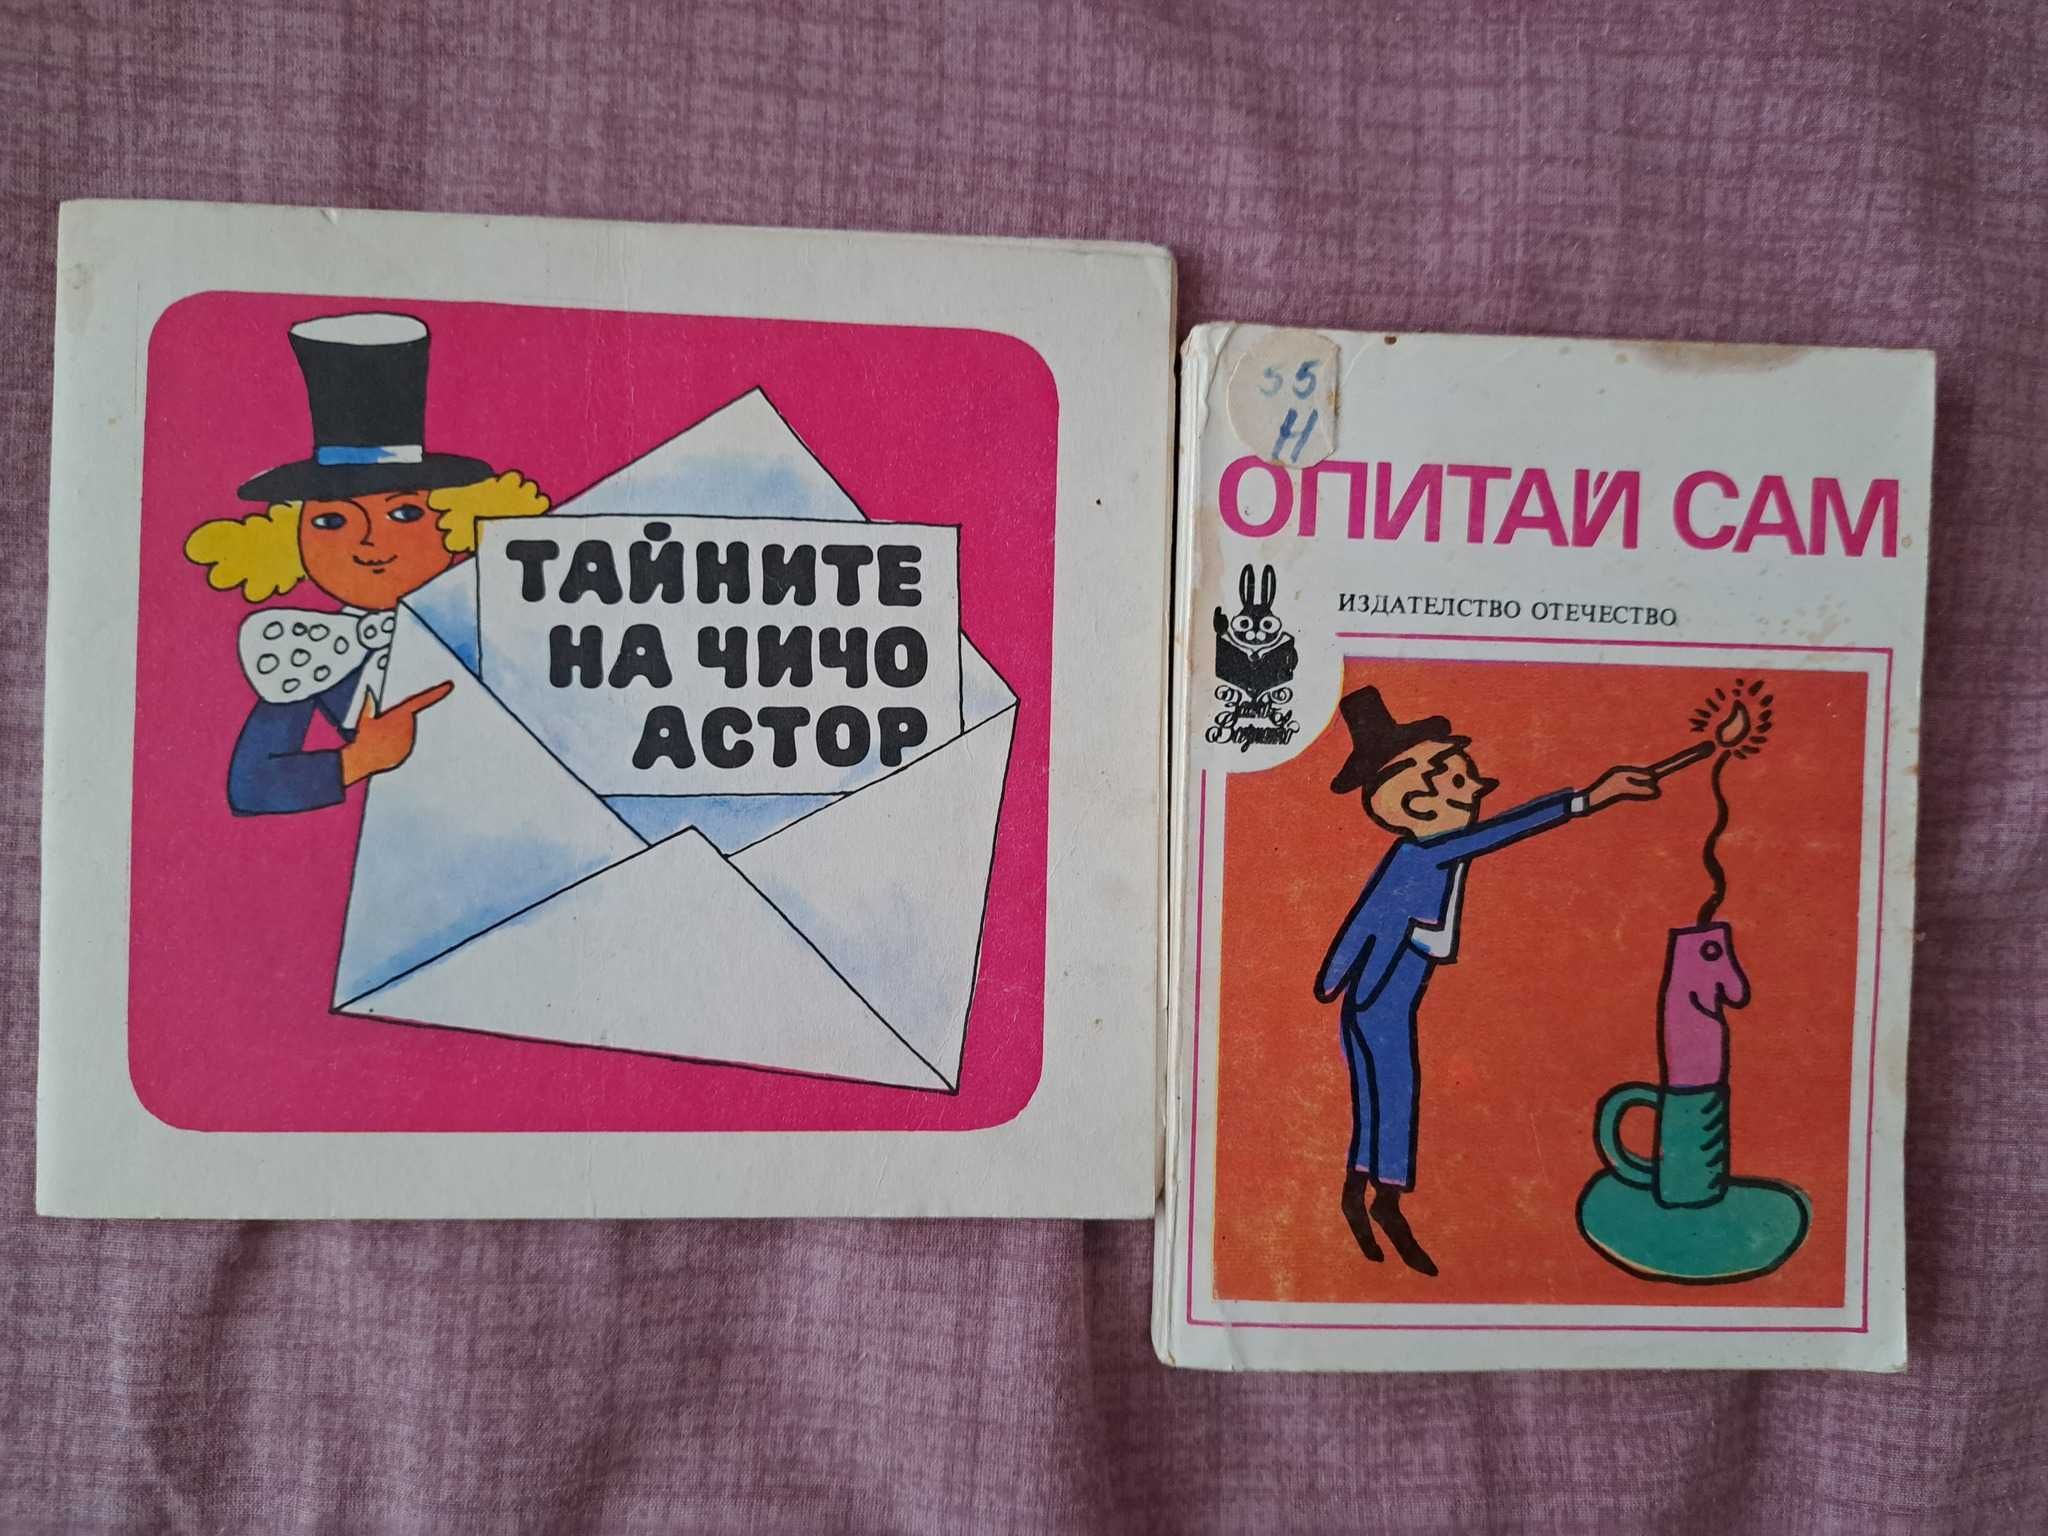 ТАЙНИТЕ
НА ЧИЧО
АСТОР
55
Н
ОПИТАЙ САМ
ИЗДАТЕЛСТВО ОТЕЧЕСТВО